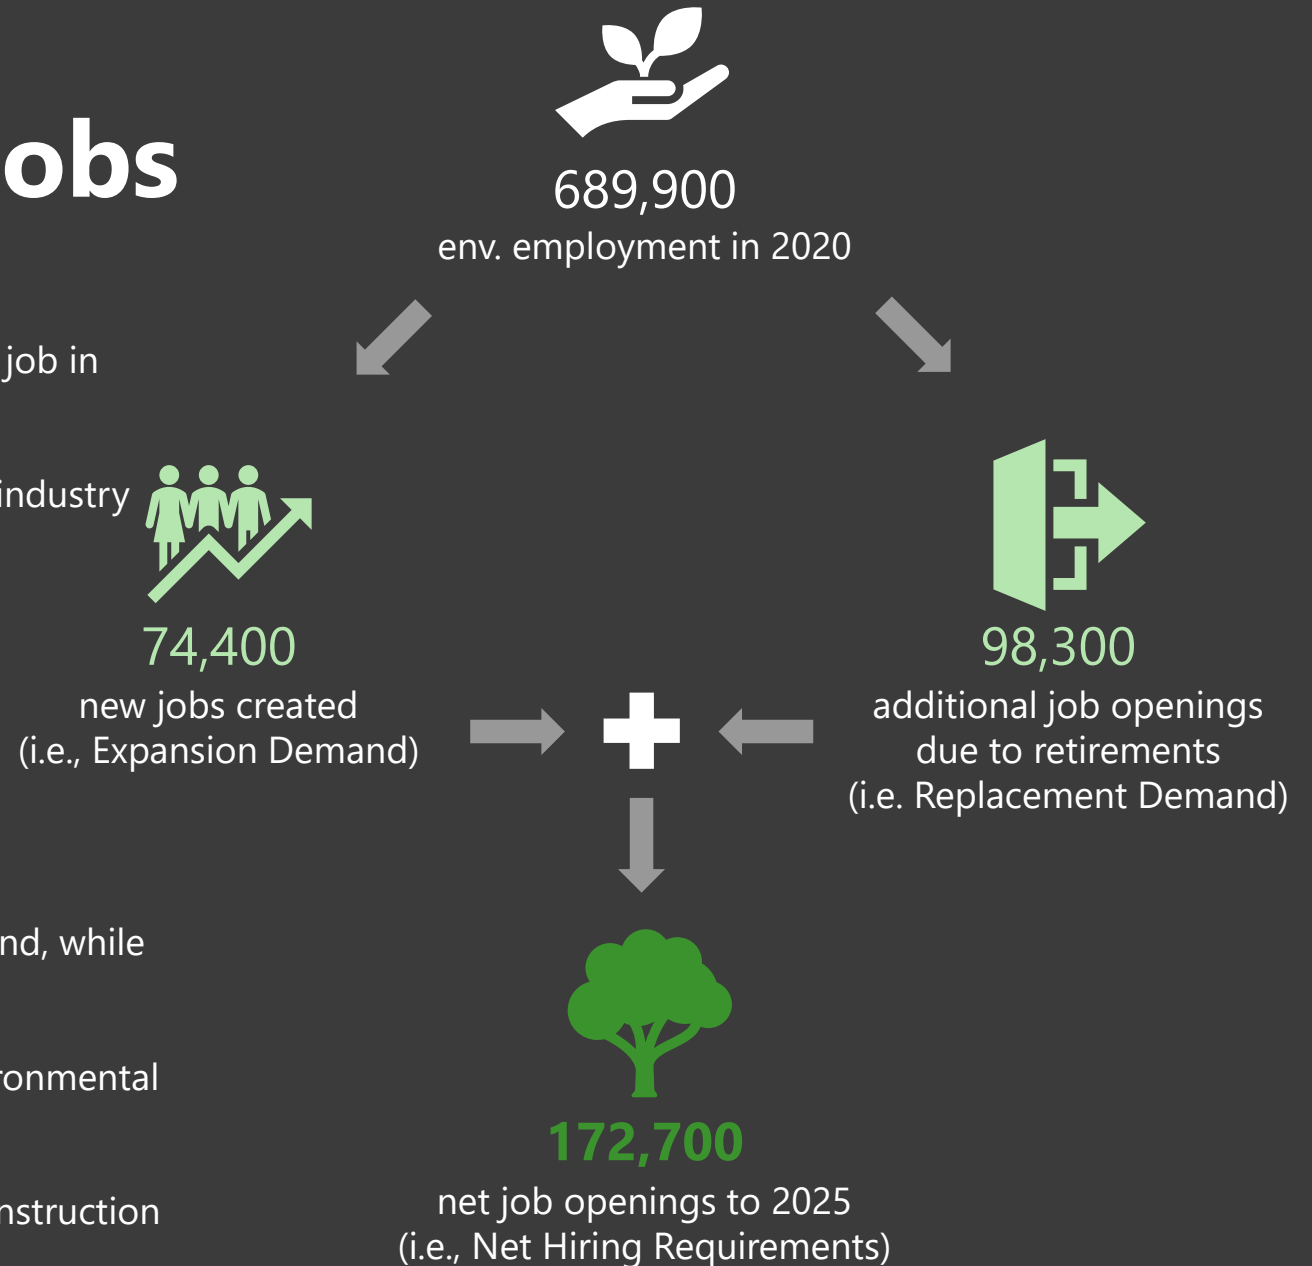 obs
job in
industry
nd, while
ronmental
nstruction
689,900
env. employment in 2020
74,400
new jobs created
(i.e., Expansion Demand)
98,300
additional job openings
due to retirements
(i.e. Replacement Demand)
172,700
net job openings to 2025
(i.e., Net Hiring Requirements)